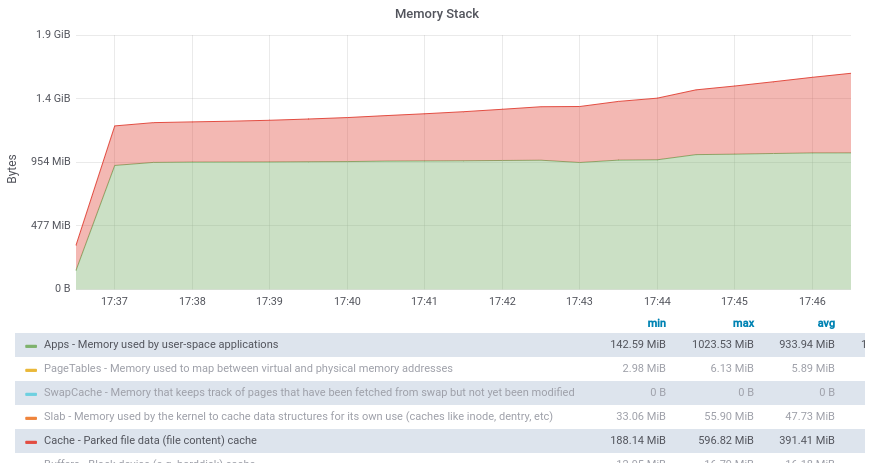 Memory Stack
1.9 GiB
1.4 GiB
954 MiB
477 MiB
0 B
Bytes
17:37 17:38 17:39 17:40 17:41 17:42 17:43 17:44 17:45 17:46
min max avg
Apps - Memory used by user-space applications 142.59 MiB 1023.53 MiB 933.94 MiB 1
PageTables - Memory used to map between virtual and physical memory addresses 2.98 MiB 6.13 MiB 5.89 MiB
SwapCache - Memory that keeps track of pages that have been fetched from swap but not yet been modified 0 B 0 B 0 B
Slab - Memory used by the kernel to cache data structures for its own use (caches like inode, dentry, etc) 33.06 MiB 55.90 MiB 47.73 MiB
Cache - Parked file data (file content) cache 188.14 MiB 596.82 MiB 391.41 MiB